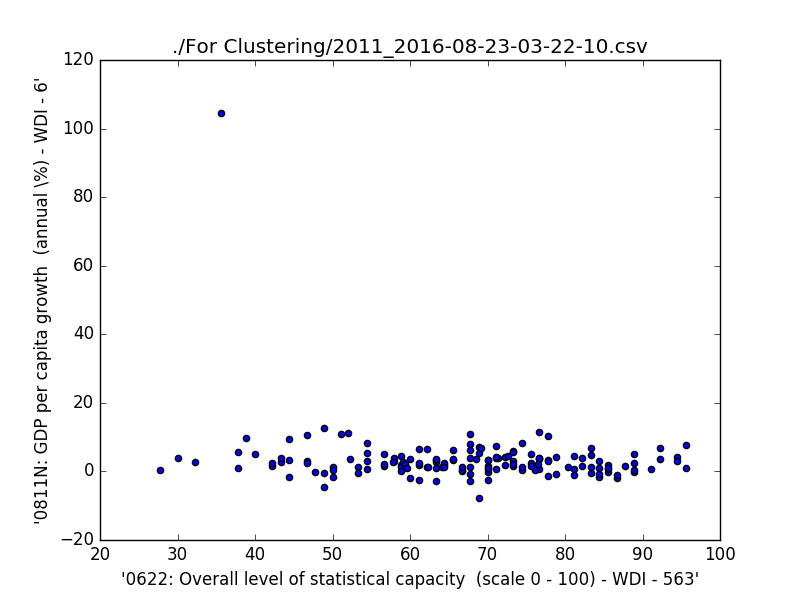 ./For Clustering/2011_2016-08-23-03-22-10.csv
120
100
80
60
40
20
0
−20
'0811N: GDP per capita growth  (annual \%) - WDI - 6'
20 30 40 50 60 70 80 90 100
'0622: Overall level of statistical capacity  (scale 0 - 100) - WDI - 563'